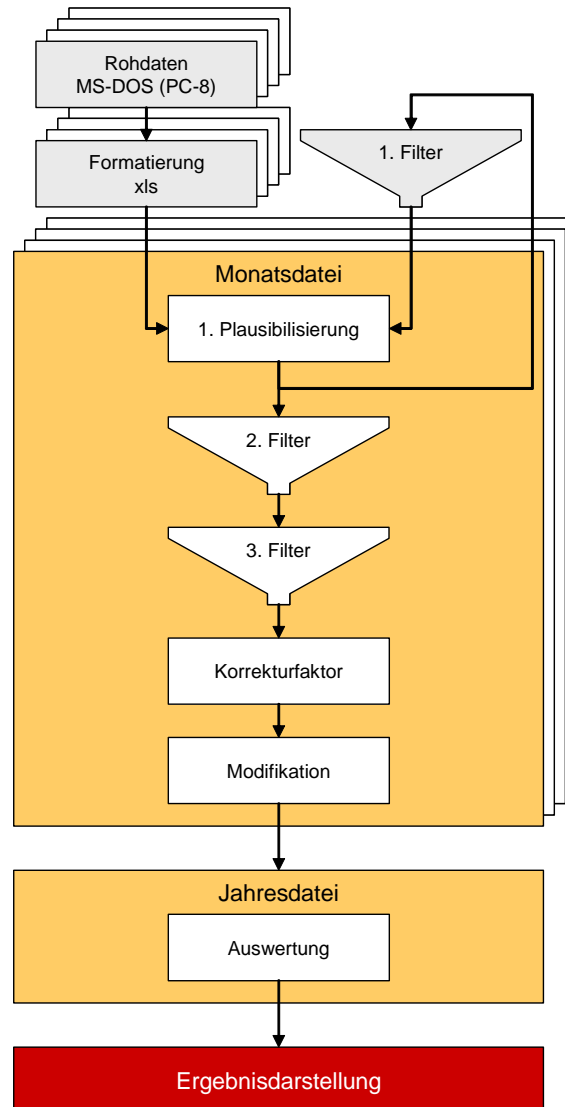 Rohdaten
MS-DOS (PC-8)
Formatierung
xls
1. Filter
Monatsdatei
1. Plausibilisierung
2. Filter
3. Filter
Korrekturfaktor
Modifikation
Jahresdatei
Auswertung
Ergebnisdarstellung